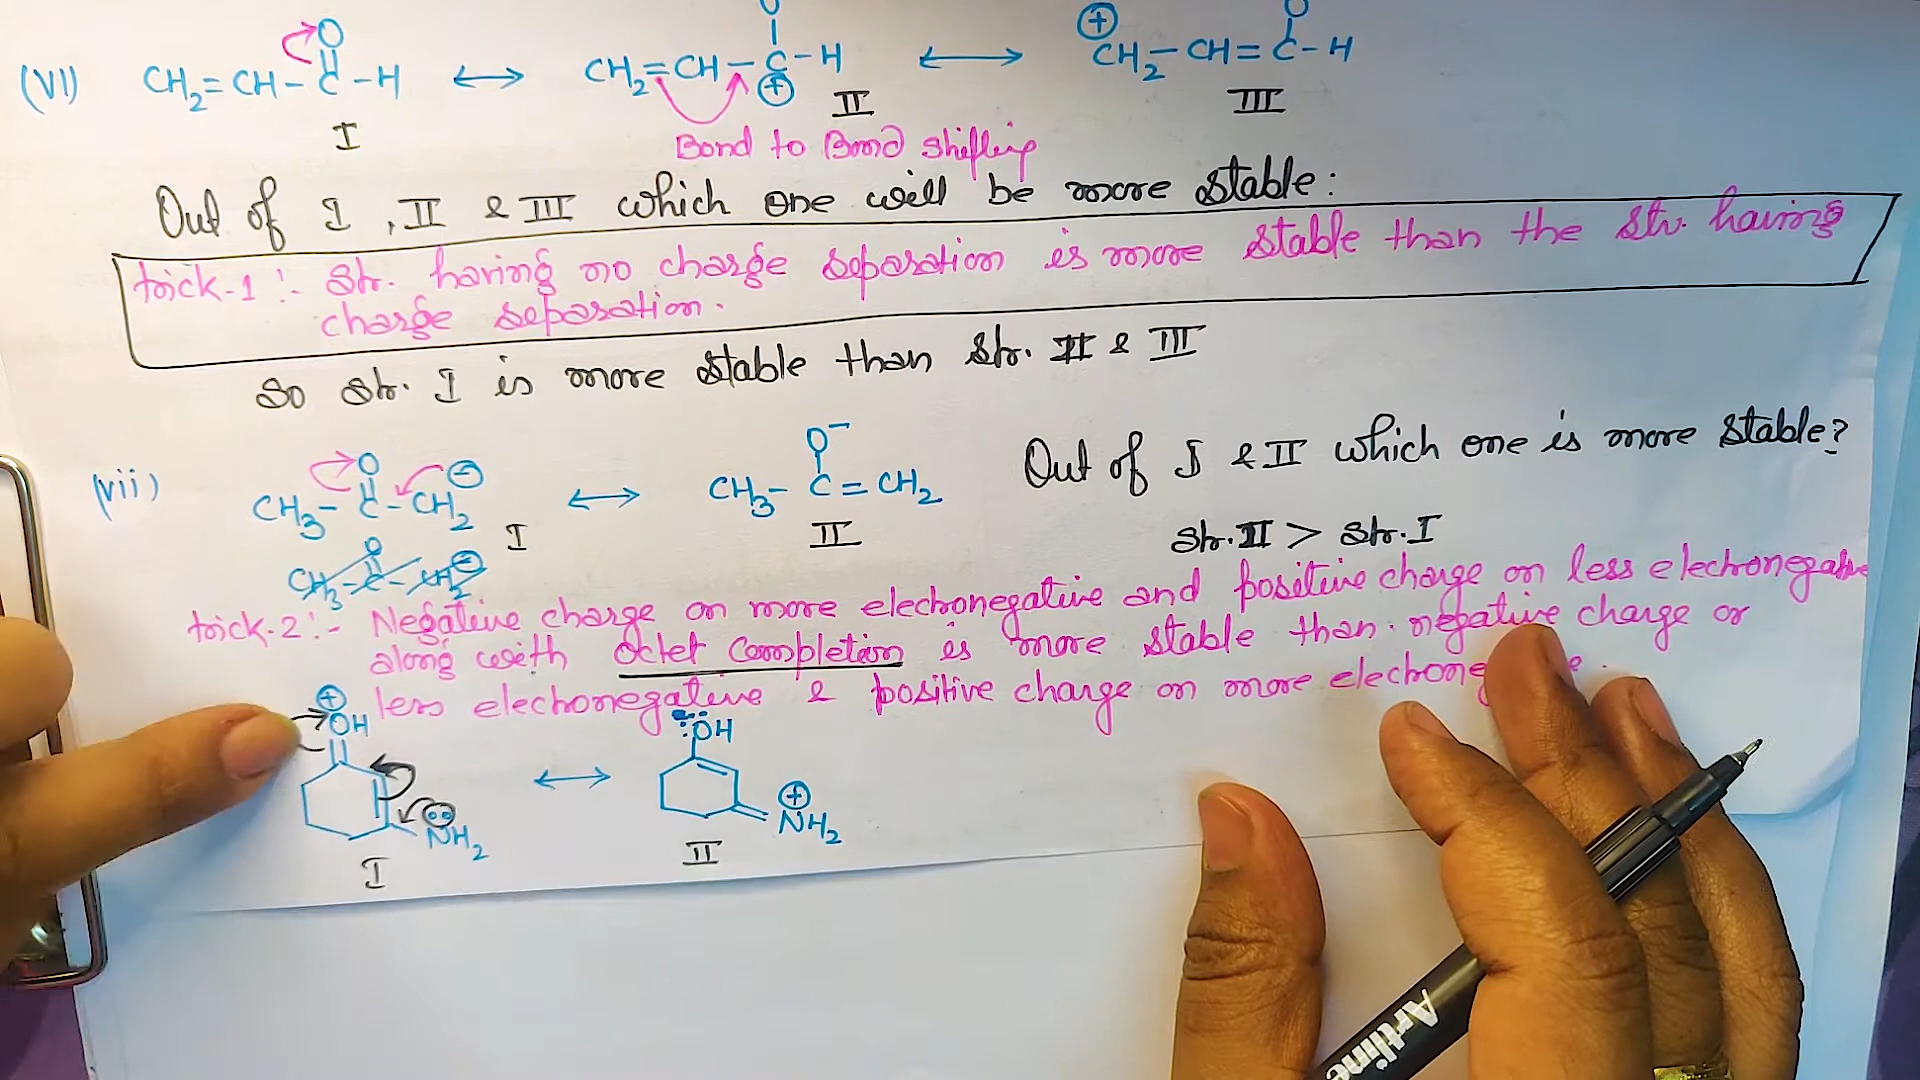 (VI) CH2=CH-C-H ↔ CH2=CH-C-H ↔ CH2-CH=C-H
O O ⊕ O
⊕
I II III
Bond to Bond Shifting
Out of I, II & III which one will be more stable:
trick-1:- Str. having no charge separation is more stable than the str. having
charge separation.
So Str. I is more stable than Str. II & III
(vii) CH3-C-CH2 ↔ CH3-C=CH2 Out of I & II which one is more stable?
O ⊖ O-
I II Str.II > Str.I
CH3-C-CH2
O ⊖
trick-2:- Negative charge on more electronegative and positive charge on less electronegative
along with Octet Completion is more stable than negative charge or
less electronegative & positive charge on more
⊕
OH :ÖH
↔ ⊕
NH2 NH2
I II
Artline